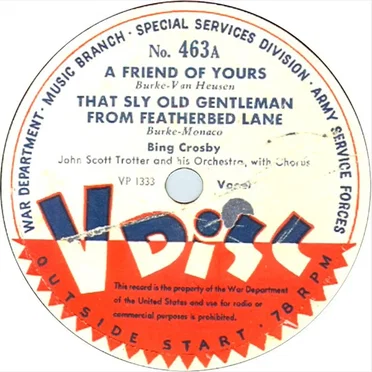 WAR DEPARTMENT · MUSIC BRANCH · SPECIAL SERVICES DIVISION · ARMY SERVICE FORCES
No. 463A
A FRIEND OF YOURS
Burke-Van Heusen
THAT SLY OLD GENTLEMAN
FROM FEATHERBED LANE
Burke-Monaco
Bing Crosby
John Scott Trotter and his Orchestra, with Chorus
VP 1333
Vocal
V DISC
This record is the property of the War Department
of the United States and use for radio or
commercial purposes is prohibited.
OUTSIDE START · 78 RPM